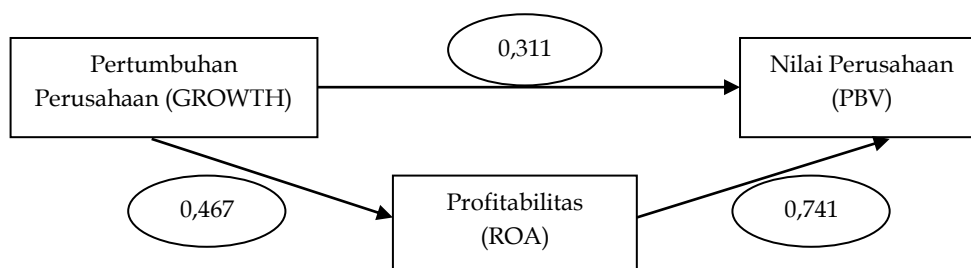 0,311
Pertumbuhan
Perusahaan (GROWTH)
Nilai Perusahaan
(PBV)
0,467
Profitabilitas
(ROA)
0,741